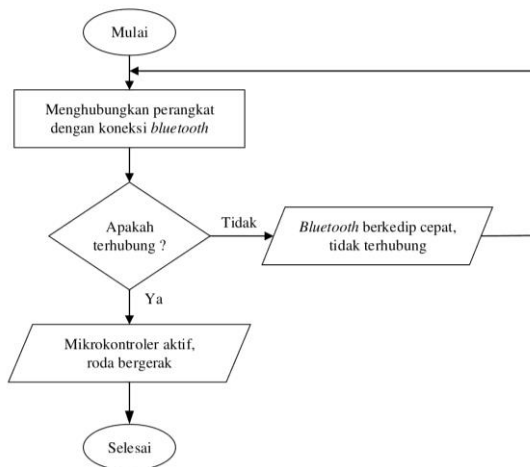 Mulai
Menghubungkan perangkat
dengan koneksi bluetooth
Apakah
terhubung ?
Tidak
Bluetooth berkedip cepat,
tidak terhubung
Ya
Mikrokontroler aktif,
roda bergerak
Selesai